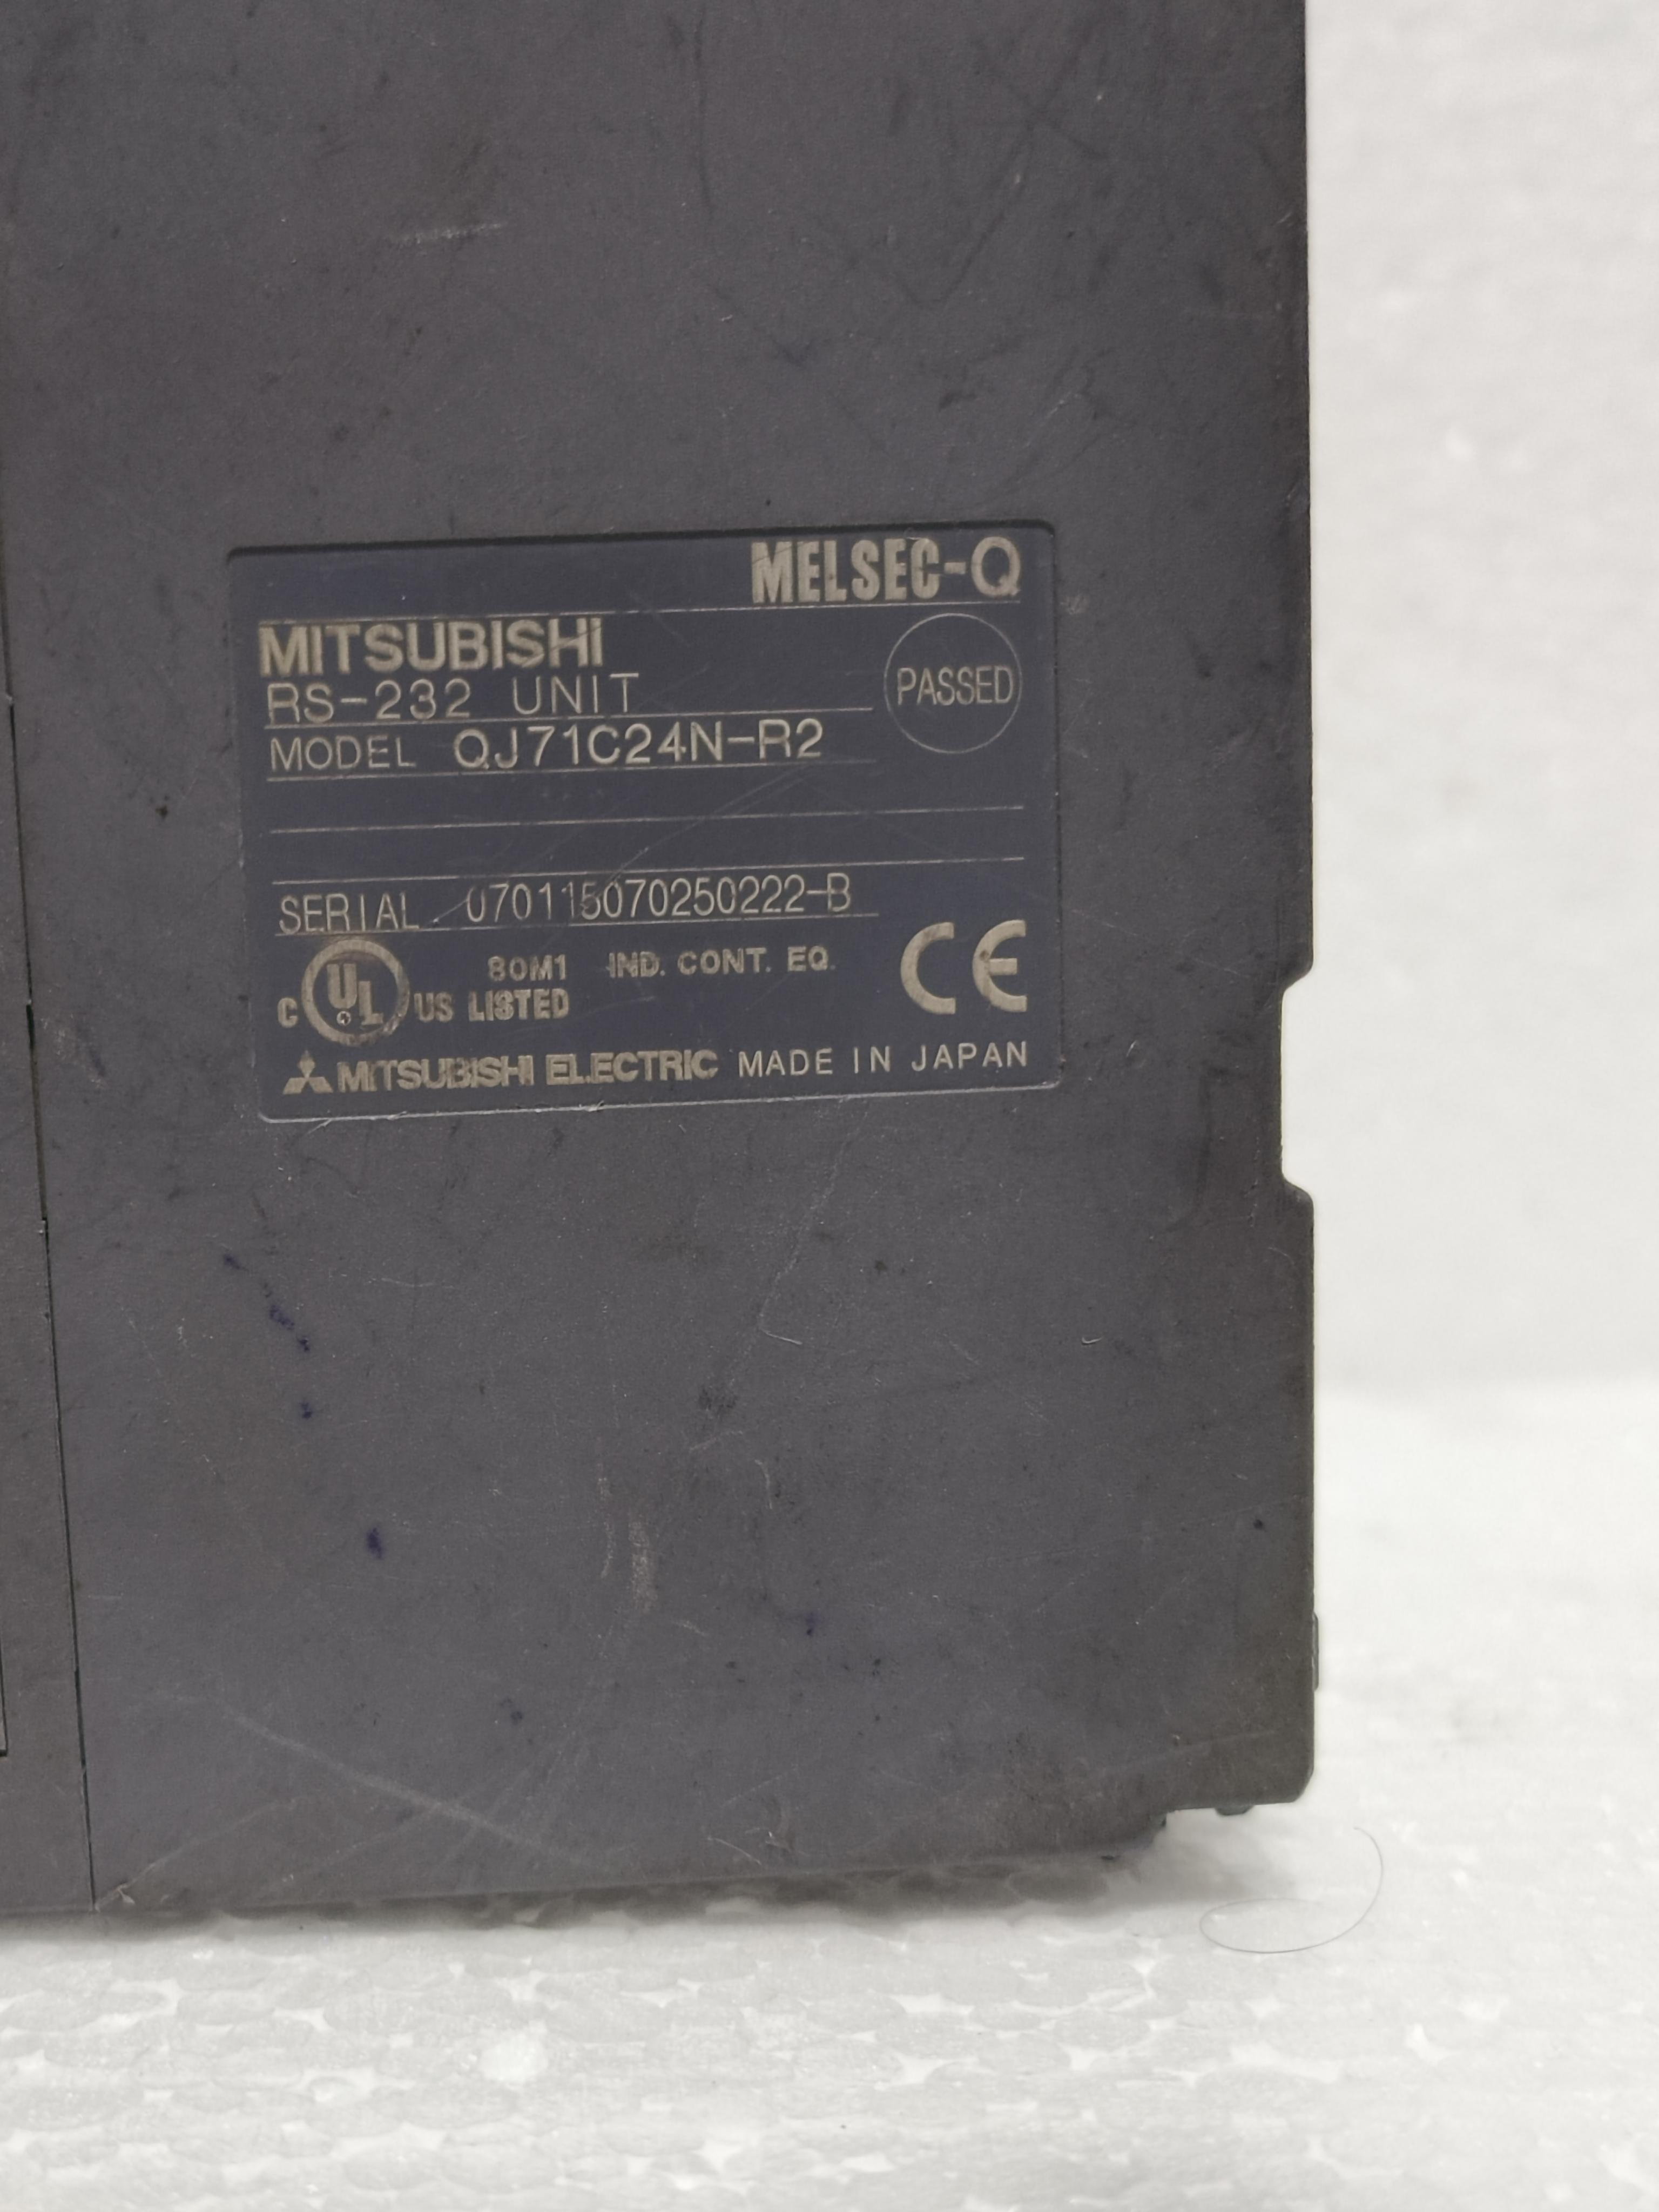 MELSEC-Q
MITSUBISHI
RS-232 UNIT
PASSED
MODEL QJ71C24N-R2
SERIAL 070115070250222-B
80M1 IND. CONT. EQ.
C UL US LISTED
CE
MITSUBISHI ELECTRIC MADE IN JAPAN